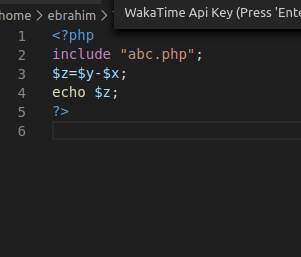 WakaTime Api Key (Press 'Ente
home › ebrahim ›
1 <?php
2 include "abc.php";
3 $z=$y-$x;
4 echo $z;
5 ?>
6